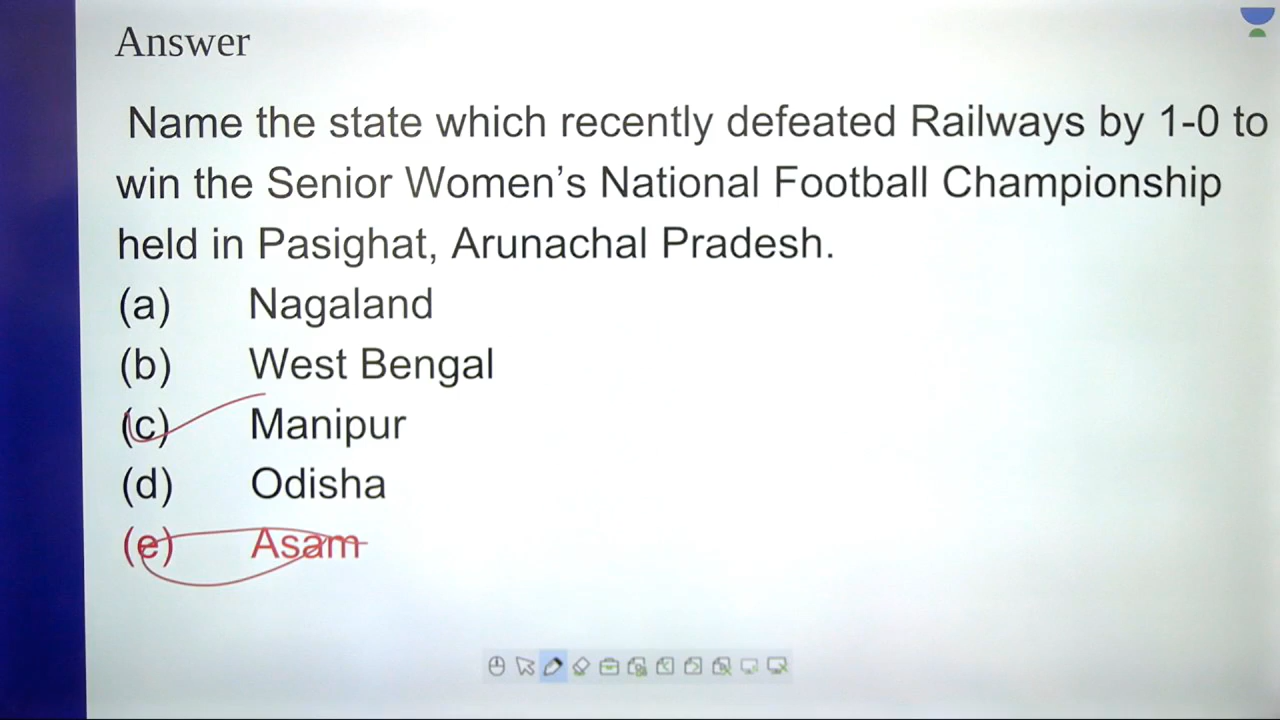 Answer
Name the state which recently defeated Railways by 1-0 to
win the Senior Women’s National Football Championship
held in Pasighat, Arunachal Pradesh.
(a) Nagaland
(b) West Bengal
(c) Manipur
(d) Odisha
(e) Asam